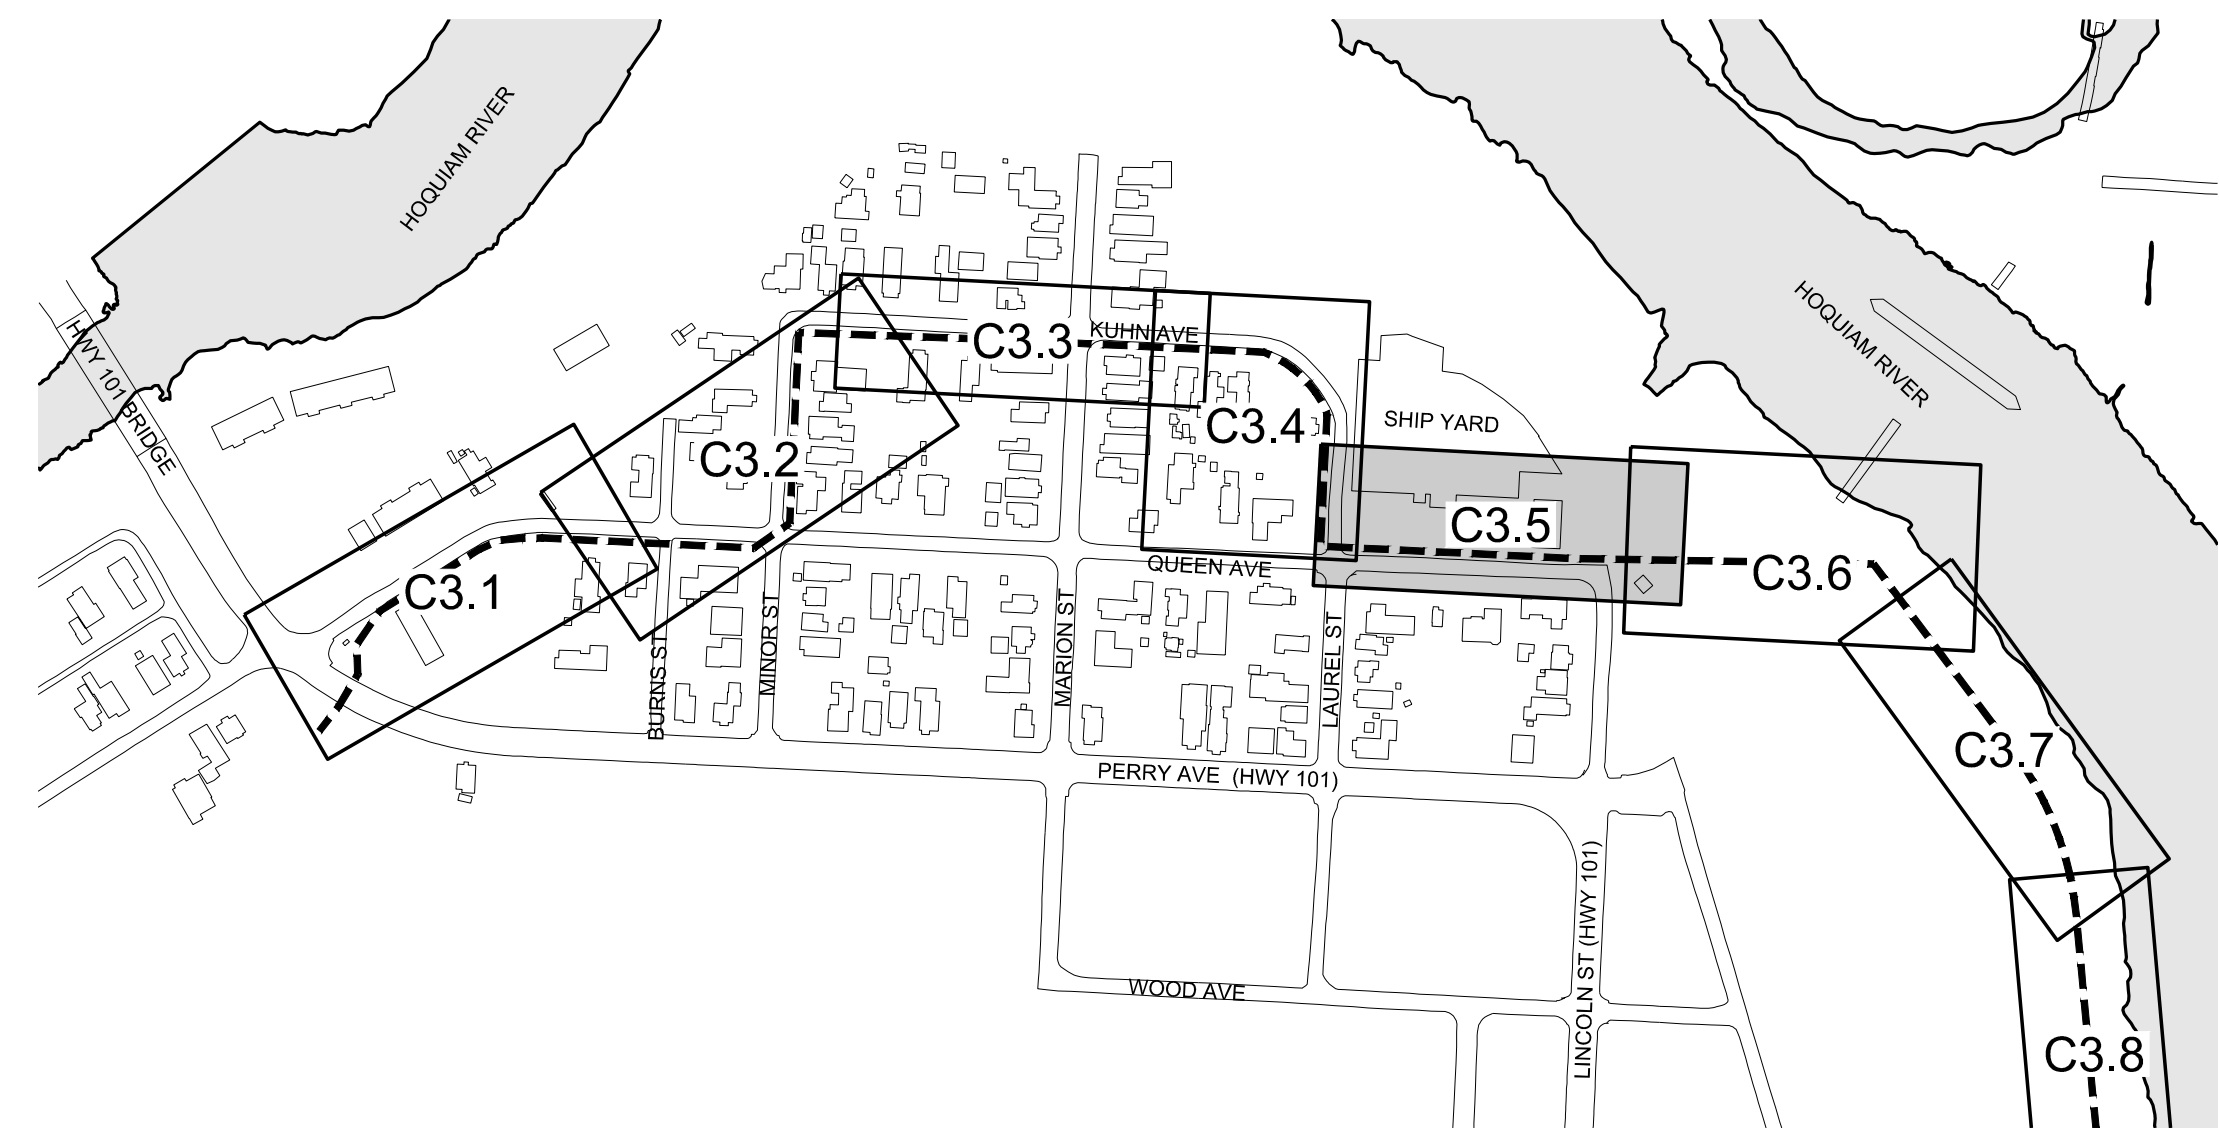 HOQUIAM RIVER
HWY 101 BRIDGE
KUHN AVE
C3.3
C3.4
SHIP YARD
HOQUIAM RIVER
C3.2
C3.5
QUEEN AVE
C3.6
C3.1
BURNS ST
MINOR ST
MARION ST
LAUREL ST
C3.7
PERRY AVE (HWY 101)
LINCOLN ST (HWY 101)
WOOD AVE
C3.8